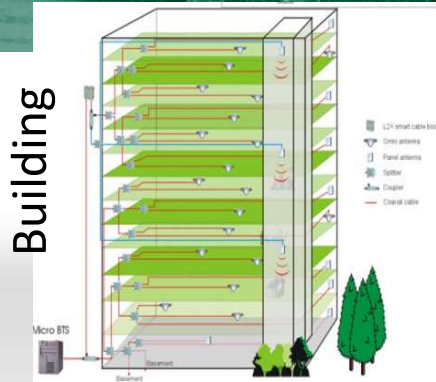 Building
L2Y smart cable box
Omni antenna
Panel antenna
Splitter
Coupler
Coaxial cable
Micro BTS
Basement
Basement